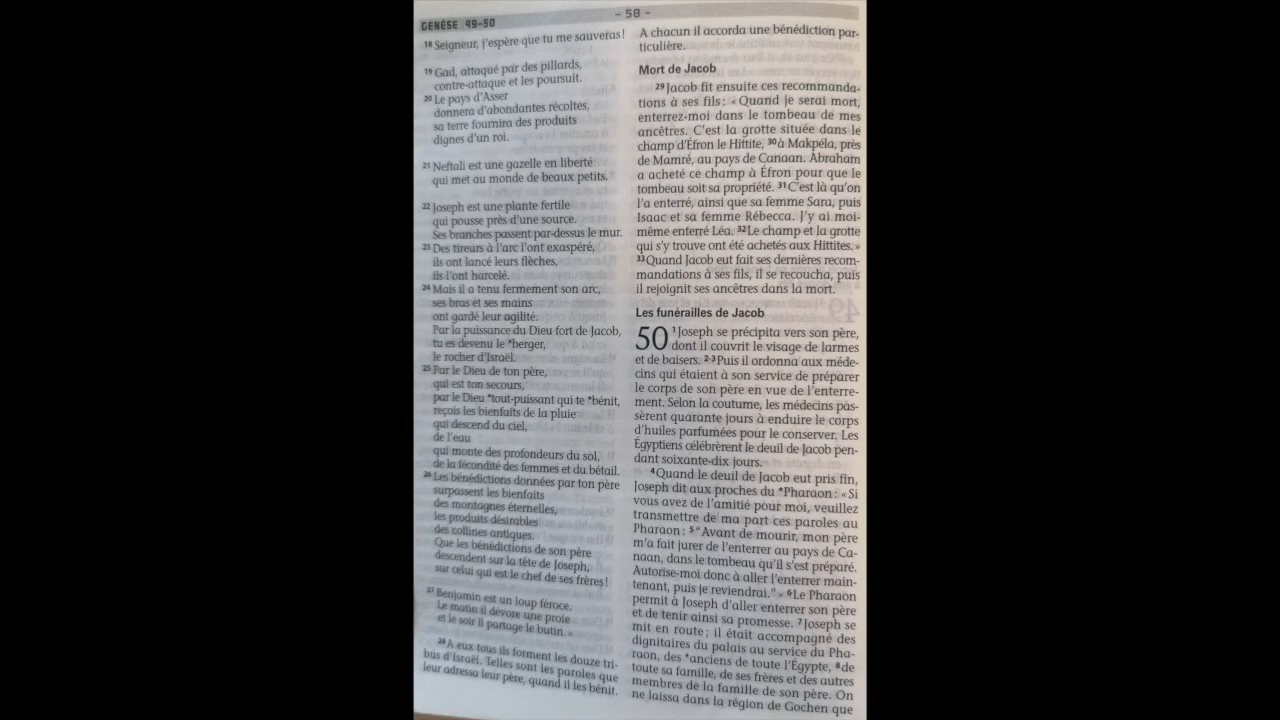 GENÈSE 49-50
- 58 -
18 Seigneur, j'espère que tu me sauveras !
19 Gad, attaqué par des pillards,
contre-attaque et les poursuit.
20 Le pays d'Asser
donnera d'abondantes récoltes,
sa terre fournira des produits
dignes d'un roi.
21 Neftali est une gazelle en liberté
qui met au monde de beaux petits.
22 Joseph est une plante fertile
qui pousse près d'une source.
Ses branches passent par-dessus le mur.
23 Des tireurs à l'arc l'ont exaspéré,
ils ont lancé leurs flèches,
ils l'ont harcelé.
24 Mais il a tenu fermement son arc,
ses bras et ses mains
ont gardé leur agilité.
Par la puissance du Dieu fort de Jacob,
tu es devenu le *berger,
le rocher d'Israël.
25 Par le Dieu de ton père,
qui est ton secours,
par le Dieu *tout-puissant qui te *bénit,
reçois les bienfaits de la pluie
qui descend du ciel,
de l'eau
qui monte des profondeurs du sol,
de la fécondité des femmes et du bétail.
26 Les bénédictions données par ton père
surpassent les bienfaits
des montagnes éternelles,
les produits désirables
des collines antiques.
Que les bénédictions de son père
descendent sur la tête de Joseph,
sur celui qui est le chef de ses frères !
27 Benjamin est un loup féroce.
Le matin il dévore une proie
et le soir il partage le butin. »
28 A eux tous ils forment les douze tri-
bus d'Israël. Telles sont les paroles que
leur adressa leur père, quand il les bénit.
A chacun il accorda une bénédiction par-
ticulière.
Mort de Jacob
29 Jacob fit ensuite ces recommanda-
tions à ses fils : « Quand je serai mort,
enterrez-moi dans le tombeau de mes
ancêtres. C'est la grotte située dans le
champ d'Éfron le Hittite, 30 à Makpéla, près
de Mamré, au pays de Canaan. Abraham
a acheté ce champ à Éfron pour que le
tombeau soit sa propriété. 31 C'est là qu'on
l'a enterré, ainsi que sa femme Sara, puis
Isaac et sa femme Rébecca. J'y ai moi-
même enterré Léa. 32 Le champ et la grotte
qui s'y trouve ont été achetés aux Hittites. »
33 Quand Jacob eut fait ses dernières recom-
mandations à ses fils, il se recoucha, puis
il rejoignit ses ancêtres dans la mort.
Les funérailles de Jacob
50 1 Joseph se précipita vers son père,
dont il couvrit le visage de larmes
et de baisers. 2-3 Puis il ordonna aux méde-
cins qui étaient à son service de préparer
le corps de son père en vue de l'enterre-
ment. Selon la coutume, les médecins pas-
sèrent quarante jours à enduire le corps
d'huiles parfumées pour le conserver. Les
Égyptiens célébrèrent le deuil de Jacob pen-
dant soixante-dix jours.
4 Quand le deuil de Jacob eut pris fin,
Joseph dit aux proches du *Pharaon : « Si
vous avez de l'amitié pour moi, veuillez
transmettre de ma part ces paroles au
Pharaon : 5 "Avant de mourir, mon père
m'a fait jurer de l'enterrer au pays de Ca-
naan, dans le tombeau qu'il s'est préparé.
Autorise-moi donc à aller l'enterrer main-
tenant, puis je reviendrai." » 6 Le Pharaon
permit à Joseph d'aller enterrer son père
et de tenir ainsi sa promesse. 7 Joseph se
mit en route ; il était accompagné des
dignitaires du palais au service du Pha-
raon, des *anciens de toute l'Égypte, 8 de
toute sa famille, de ses frères et des autres
membres de la famille de son père. On
ne laissa dans la région de Gochen que